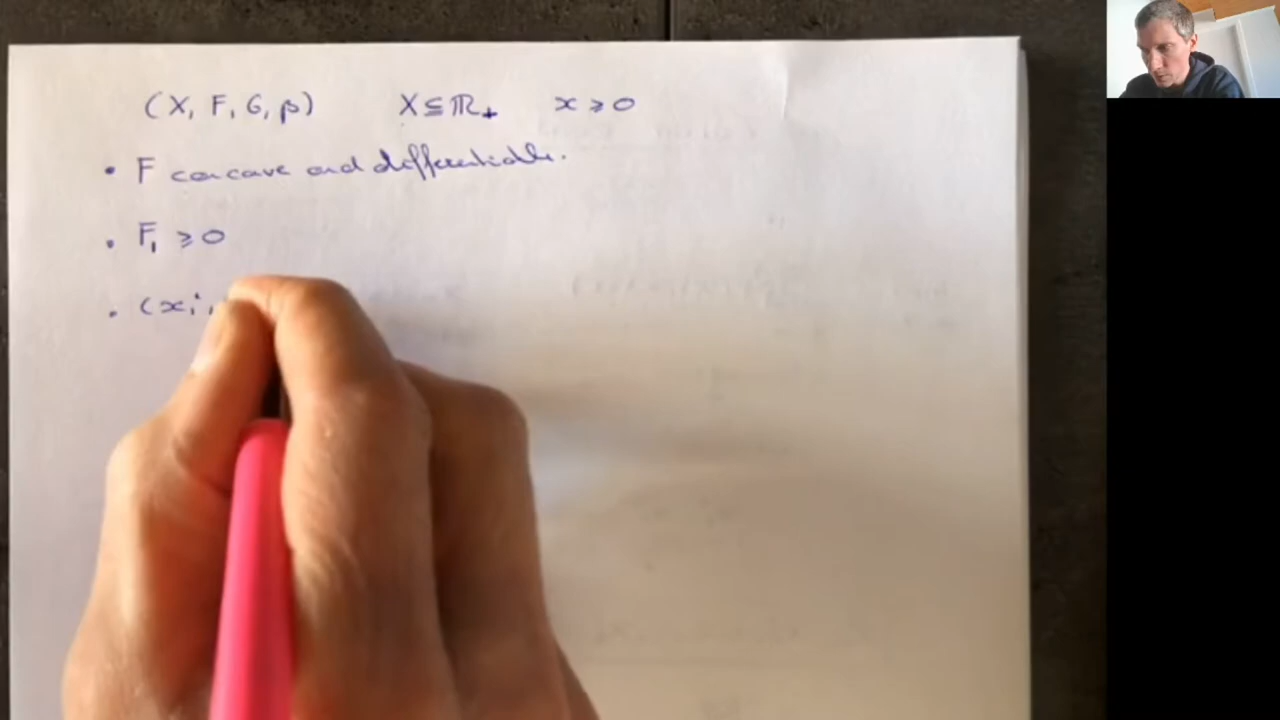 (X, F, G, β) X ⊆ ℝ₊ x ⩾ 0
• F concave and differentiable.
• F₁ ⩾ 0
• (x;,